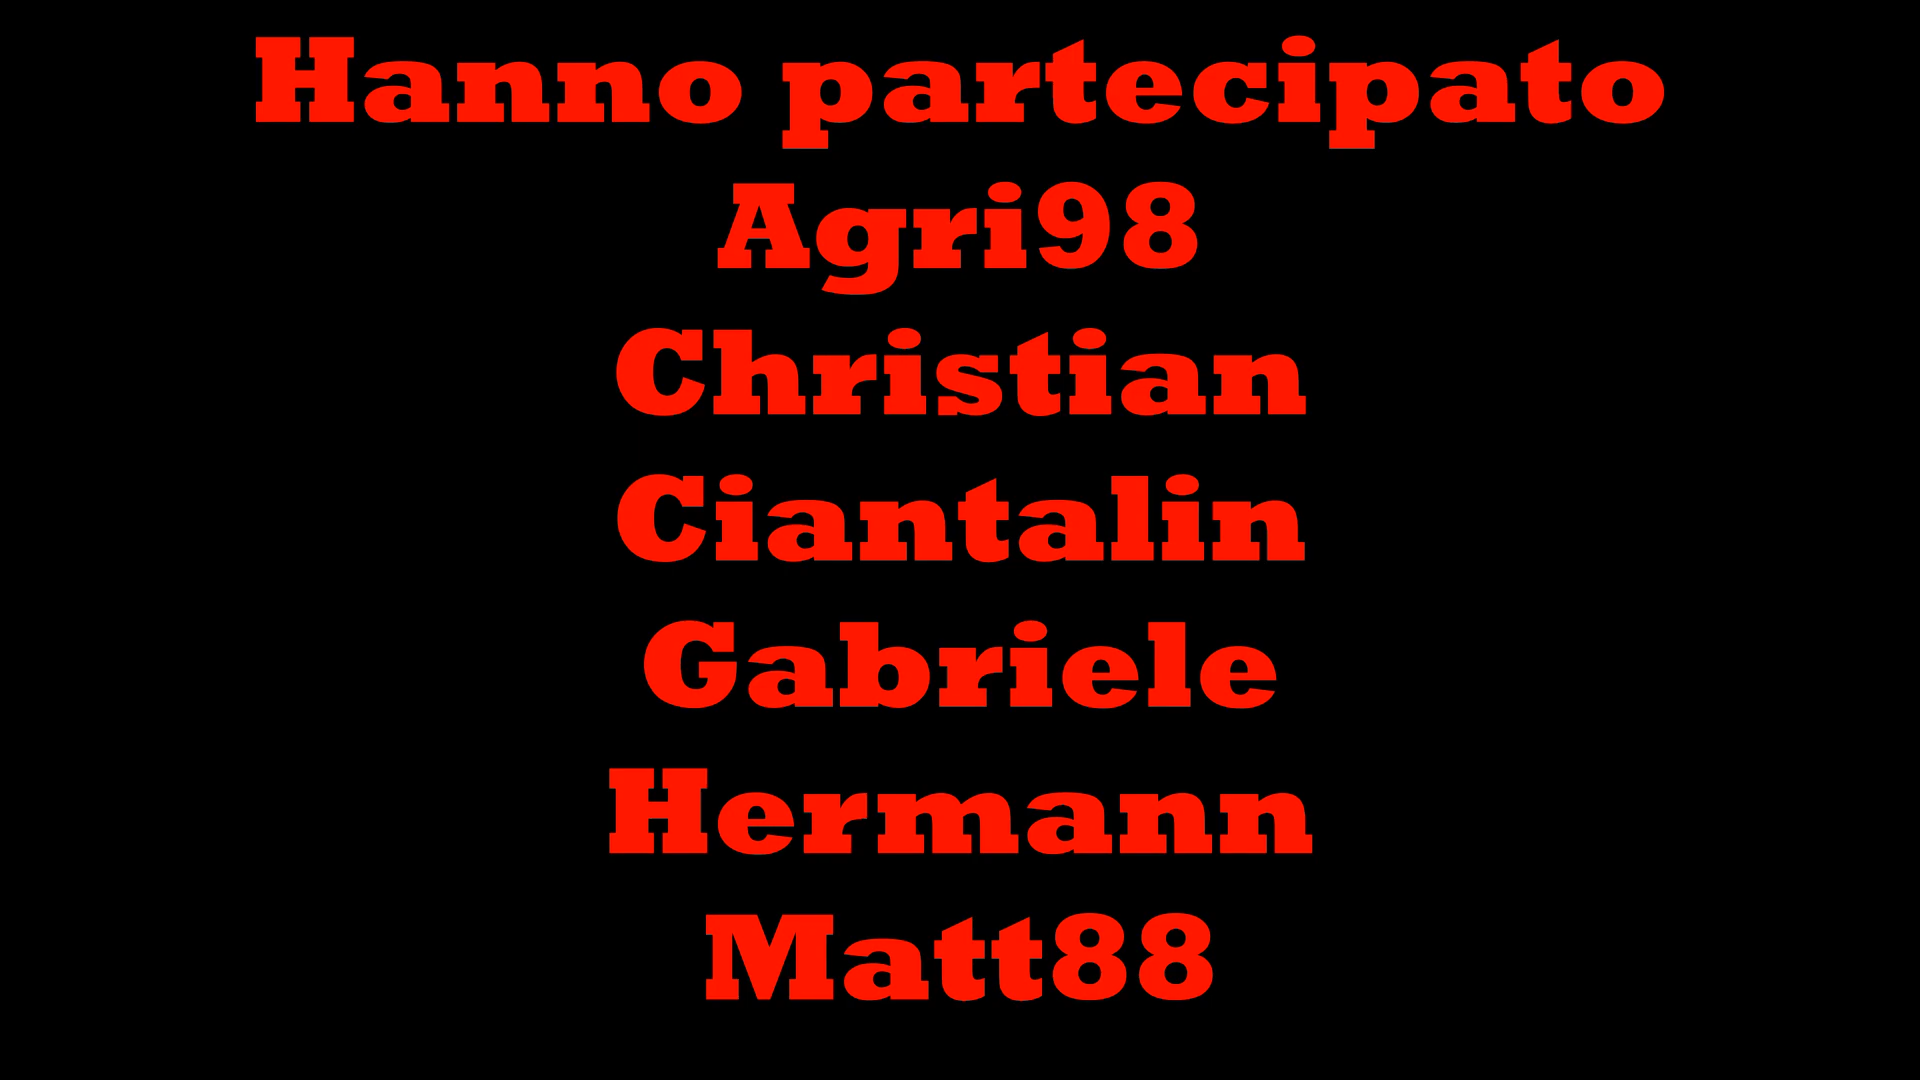 Hanno partecipato
Agri98
Christian
Ciantalin
Gabriele
Hermann
Matt88